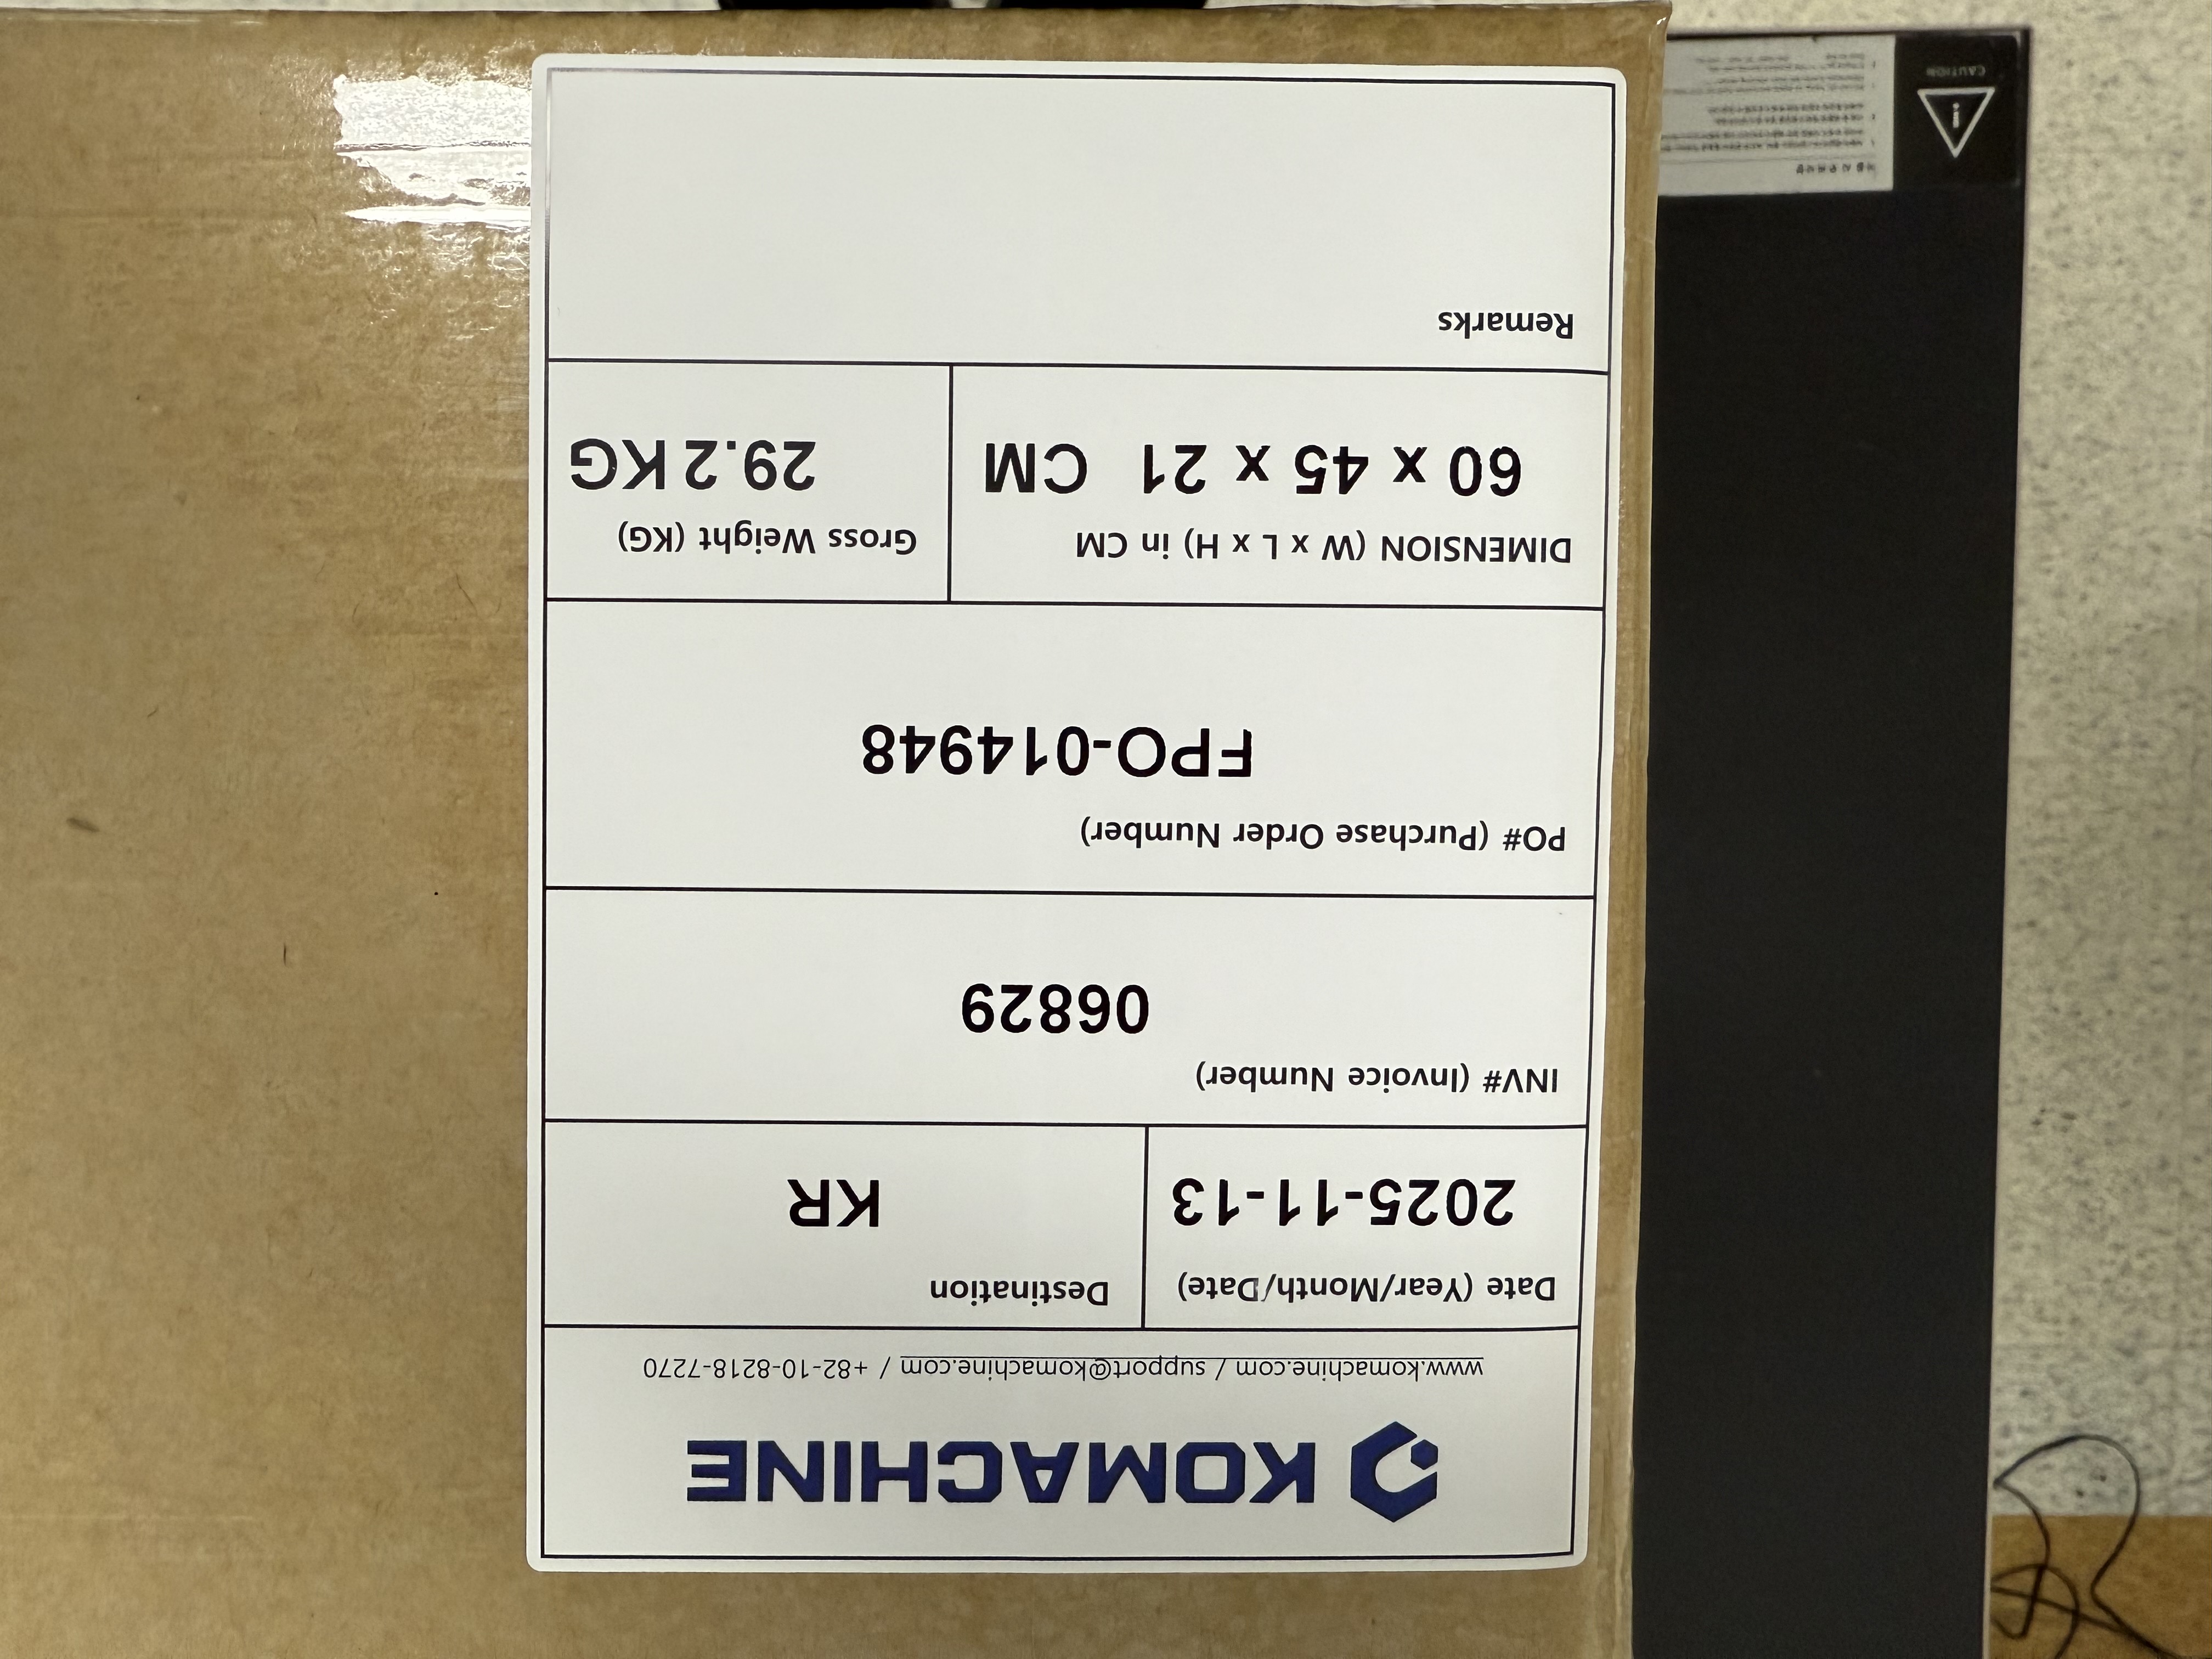 KOMACHINE
www.komachine.com / support@komachine.com / +82-10-8218-7270
Date (Year/Month/Date)
2025-11-13
Destination
KR
INV# (Invoice Number)
06829
PO# (Purchase Order Number)
FPO-014948
DIMENSION (W x L x H) in CM
60 x 45 x 21 CM
Gross Weight (KG)
29.2 KG
Remarks
CAUTION